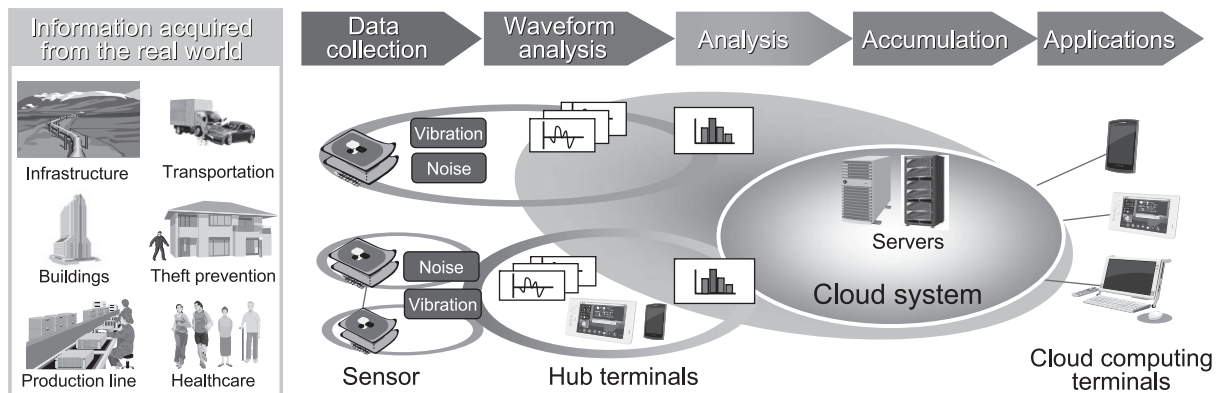 Information acquired
from the real world
Infrastructure
Transportation
Buildings
Theft prevention
Production line
Healthcare
Data
collection
Waveform
analysis
Analysis
Accumulation
Applications
Vibration
Noise
Noise
Vibration
Sensor
Hub terminals
Servers
Cloud system
Cloud computing
terminals